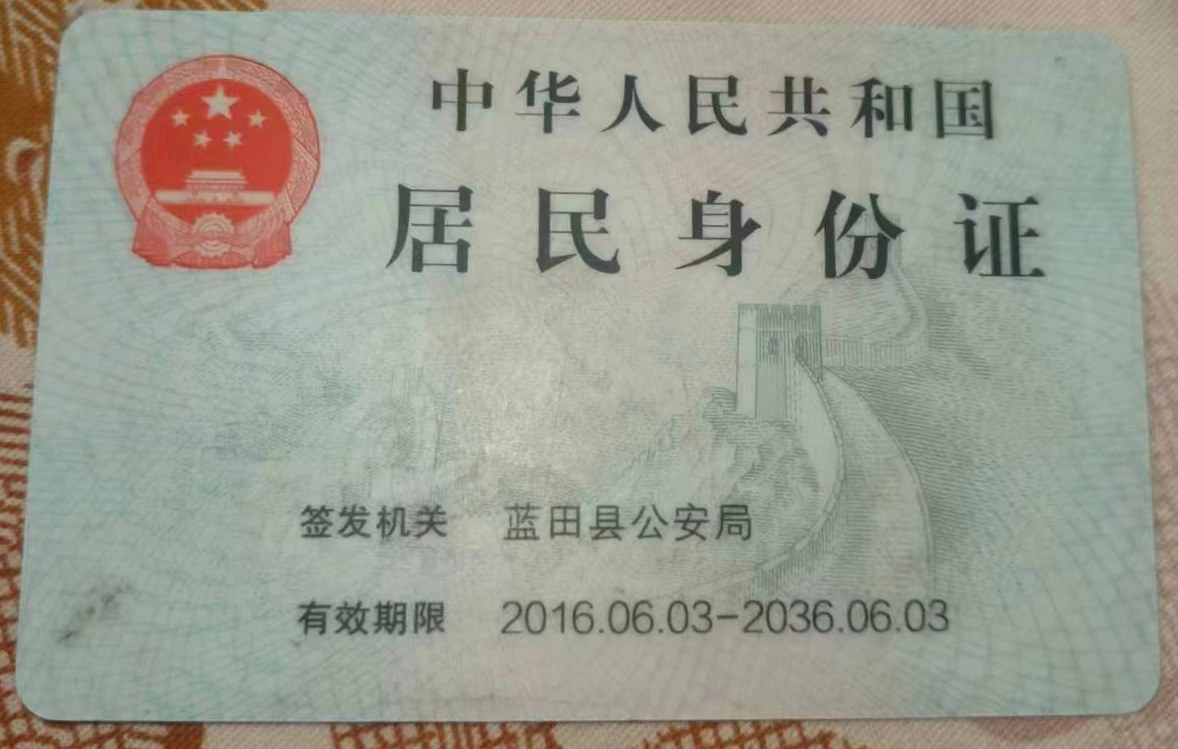 中华人民共和国
居民身份证
签发机关 蓝田县公安局
有效期限 2016.06.03-2036.06.03